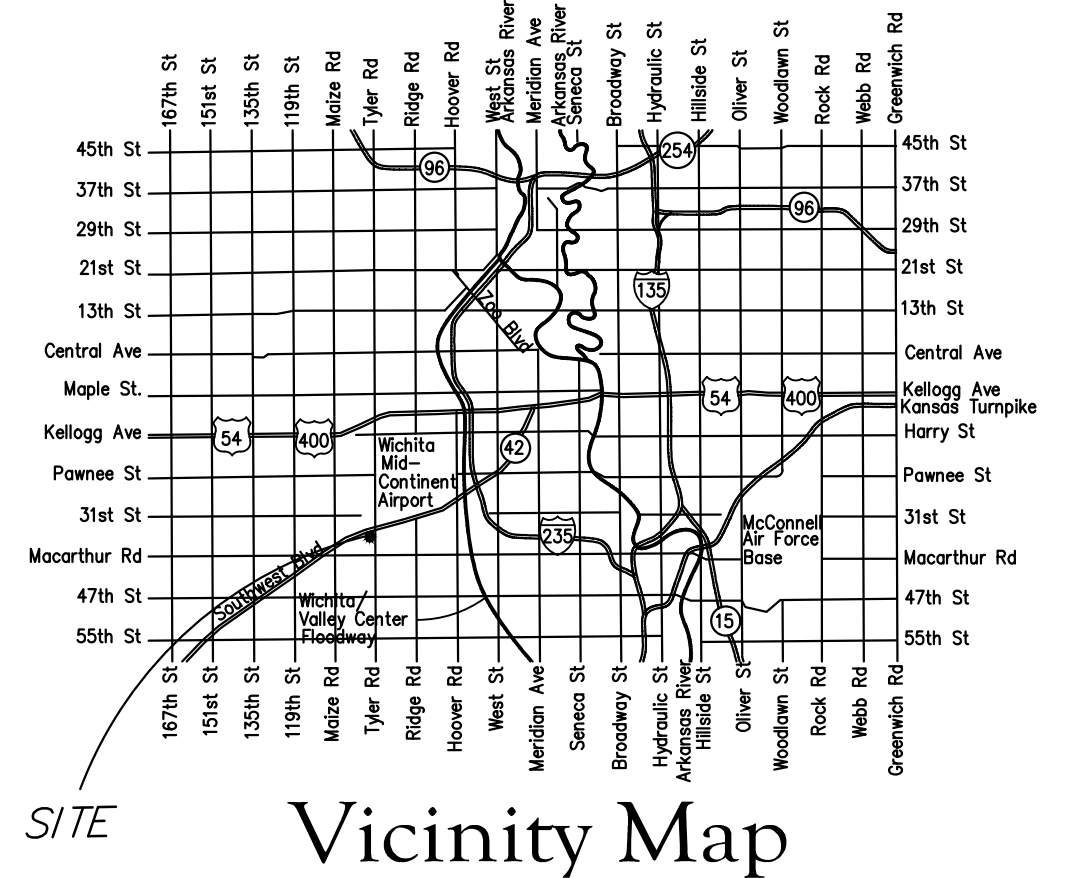 167th St
151st St
135th St
119th St
Maize Rd
Tyler Rd
Ridge Rd
Hoover Rd
West St
Arkansas River
Meridian Ave
Arkansas River
Seneca St
Broadway St
Hydraulic St
Hillside St
Oliver St
Woodlawn St
Rock Rd
Webb Rd
Greenwich Rd
45th St
37th St
29th St
21st St
13th St
Central Ave
Maple St.
Kellogg Ave
Pawnee St
31st St
Macarthur Rd
47th St
55th St
96
254
96
135
Zoo Blvd
54
400
54
400
42
Wichita
Mid-
Continent
Airport
235
McConnell
Air Force
Base
Southwest Blvd
Wichita/
Valley Center
Floodway
15
45th St
37th St
29th St
21st St
13th St
Central Ave
Kellogg Ave
Kansas Turnpike
Harry St
Pawnee St
31st St
Macarthur Rd
47th St
55th St
167th St
151st St
135th St
119th St
Maize Rd
Tyler Rd
Ridge Rd
Hoover Rd
West St
Meridian Ave
Seneca St
Broadway St
Hydraulic St
Arkansas River
Hillside St
Oliver St
Woodlawn St
Rock Rd
Webb Rd
Greenwich Rd
SITE
Vicinity Map